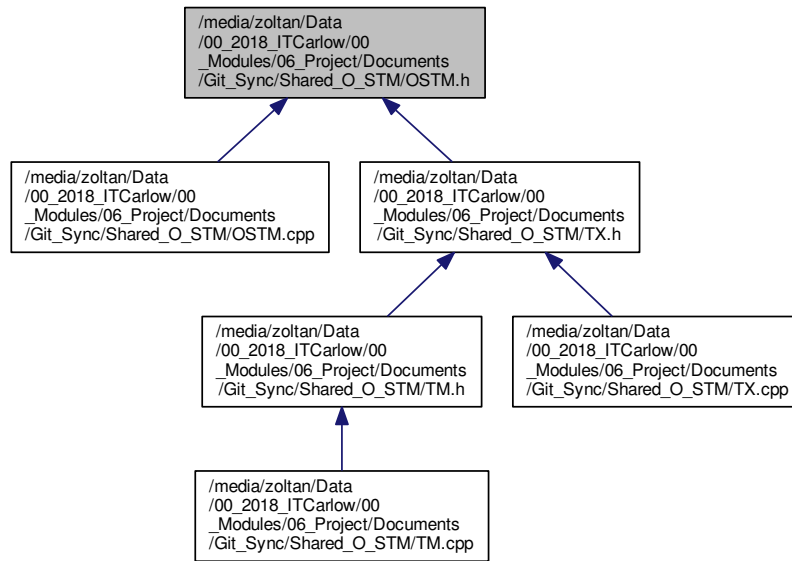 /media/zoltan/Data
/00_2018_ITCarlow/00
_Modules/06_Project/Documents
/Git_Sync/Shared_O_STM/OSTM.h
/media/zoltan/Data
/00_2018_ITCarlow/00
_Modules/06_Project/Documents
/Git_Sync/Shared_O_STM/OSTM.cpp
/media/zoltan/Data
/00_2018_ITCarlow/00
_Modules/06_Project/Documents
/Git_Sync/Shared_O_STM/TX.h
/media/zoltan/Data
/00_2018_ITCarlow/00
_Modules/06_Project/Documents
/Git_Sync/Shared_O_STM/TM.h
/media/zoltan/Data
/00_2018_ITCarlow/00
_Modules/06_Project/Documents
/Git_Sync/Shared_O_STM/TX.cpp
/media/zoltan/Data
/00_2018_ITCarlow/00
_Modules/06_Project/Documents
/Git_Sync/Shared_O_STM/TM.cpp